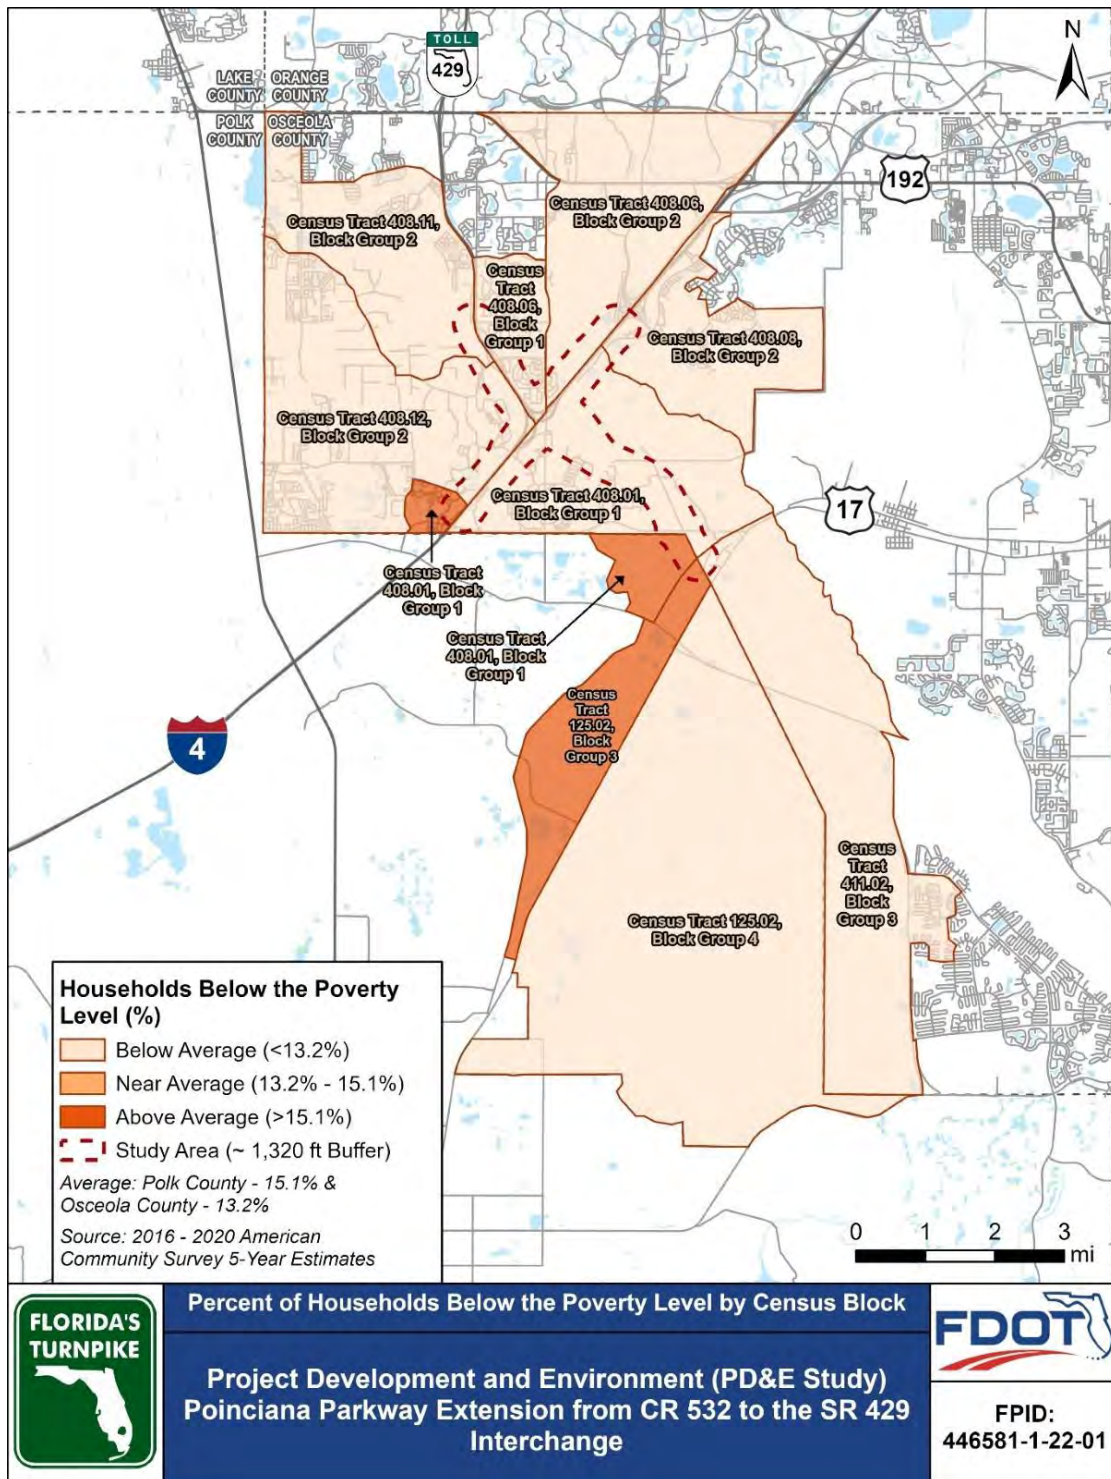 N
TOLL
429
LAKE
COUNTY
ORANGE
COUNTY
POLK
COUNTY
OSCEOLA
COUNTY
192
Census Tract 408.11,
Block Group 2
Census Tract 408.06,
Block Group 2
Census
Tract
408.06,
Block
Group 1
Census Tract 408.08,
Block Group 2
Census Tract 408.12,
Block Group 2
Census Tract 408.01,
Block Group 1
17
Census Tract
408.01, Block
Group 1
Census Tract
408.01, Block
Group 1
Census
Tract
125.02,
Block
Group 3
4
Census
Tract
411.02,
Block
Group 3
Census Tract 125.02,
Block Group 4
Households Below the Poverty
Level (%)
Below Average (<13.2%)
Near Average (13.2% - 15.1%)
Above Average (>15.1%)
Study Area (~ 1,320 ft Buffer)
Average: Polk County - 15.1% &
Osceola County - 13.2%
Source: 2016 - 2020 American
Community Survey 5-Year Estimates
0 1 2 3
mi
FLORIDA'S
TURNPIKE
Percent of Households Below the Poverty Level by Census Block
Project Development and Environment (PD&E Study)
Poinciana Parkway Extension from CR 532 to the SR 429
Interchange
FDOT
FPID:
446581-1-22-01